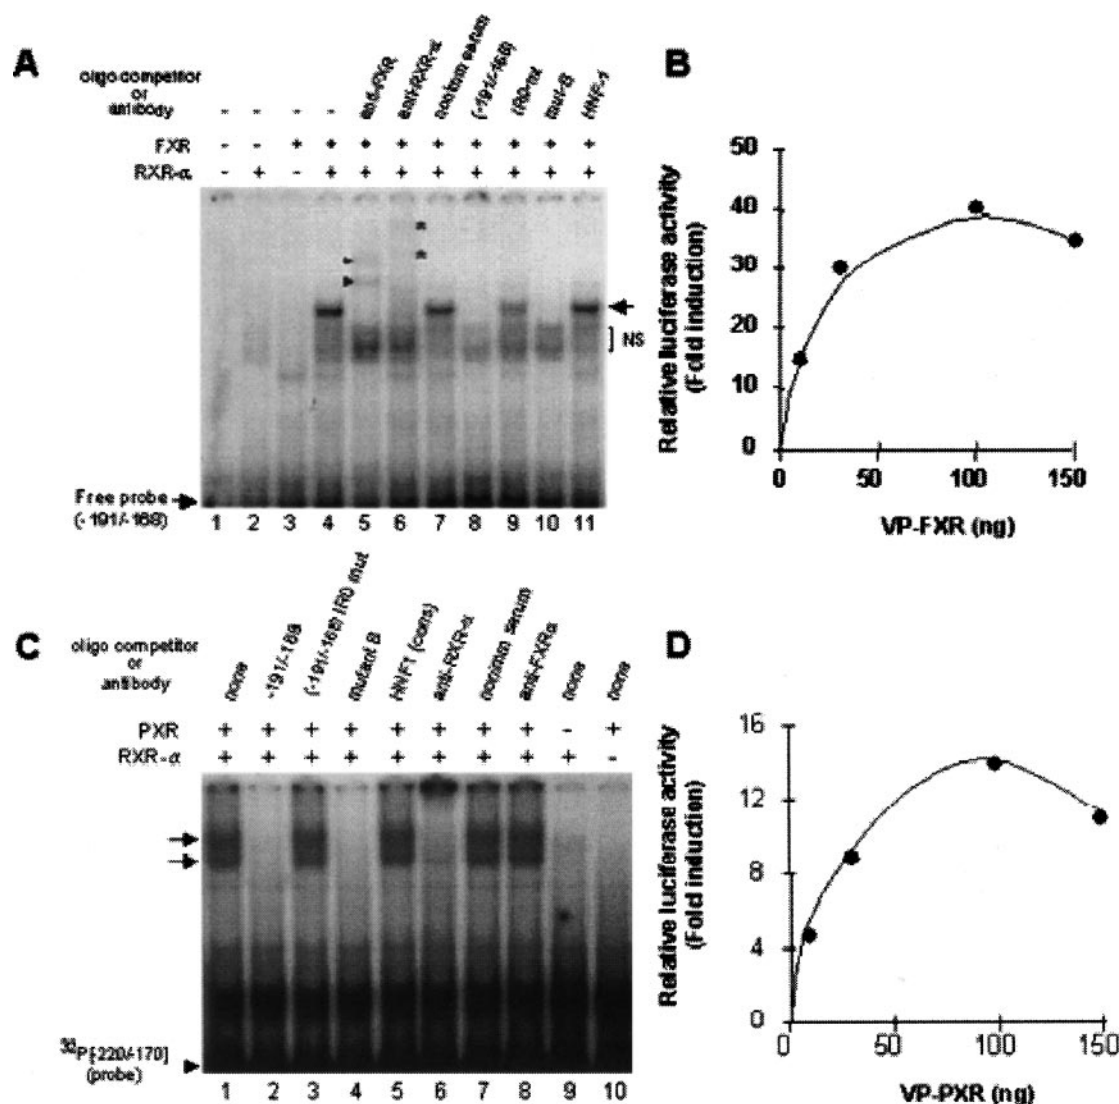 A
oligo competitor
or
antibody
anti-FXR
anti-RXR-α
nonimm serum
(-191/-168)
IR0-mt
mut-B
HNF-1
- - - - + + + + + + +
FXR - - + + + + + + + + +
RXR-α - + - + + + + + + + +
NS
Free probe
(-191/-168)
1 2 3 4 5 6 7 8 9 10 11
B
Relative luciferase activity
(Fold induction)
50
40
30
20
10
0
0 50 100 150
VP-FXR (ng)
C
oligo competitor
or
antibody
none
-191/-169
(-191/-168) IR0 mut
mutant B
HNF1 (cons)
anti-RXR-α
nonimm serum
anti-FXRα
none
none
PXR + + + + + + + + - +
RXR-α + + + + + + + + + -
32P[-220/-170]
(probe)
1 2 3 4 5 6 7 8 9 10
D
Relative luciferase activity
(Fold induction)
16
12
8
4
0
0 50 100 150
VP-PXR (ng)